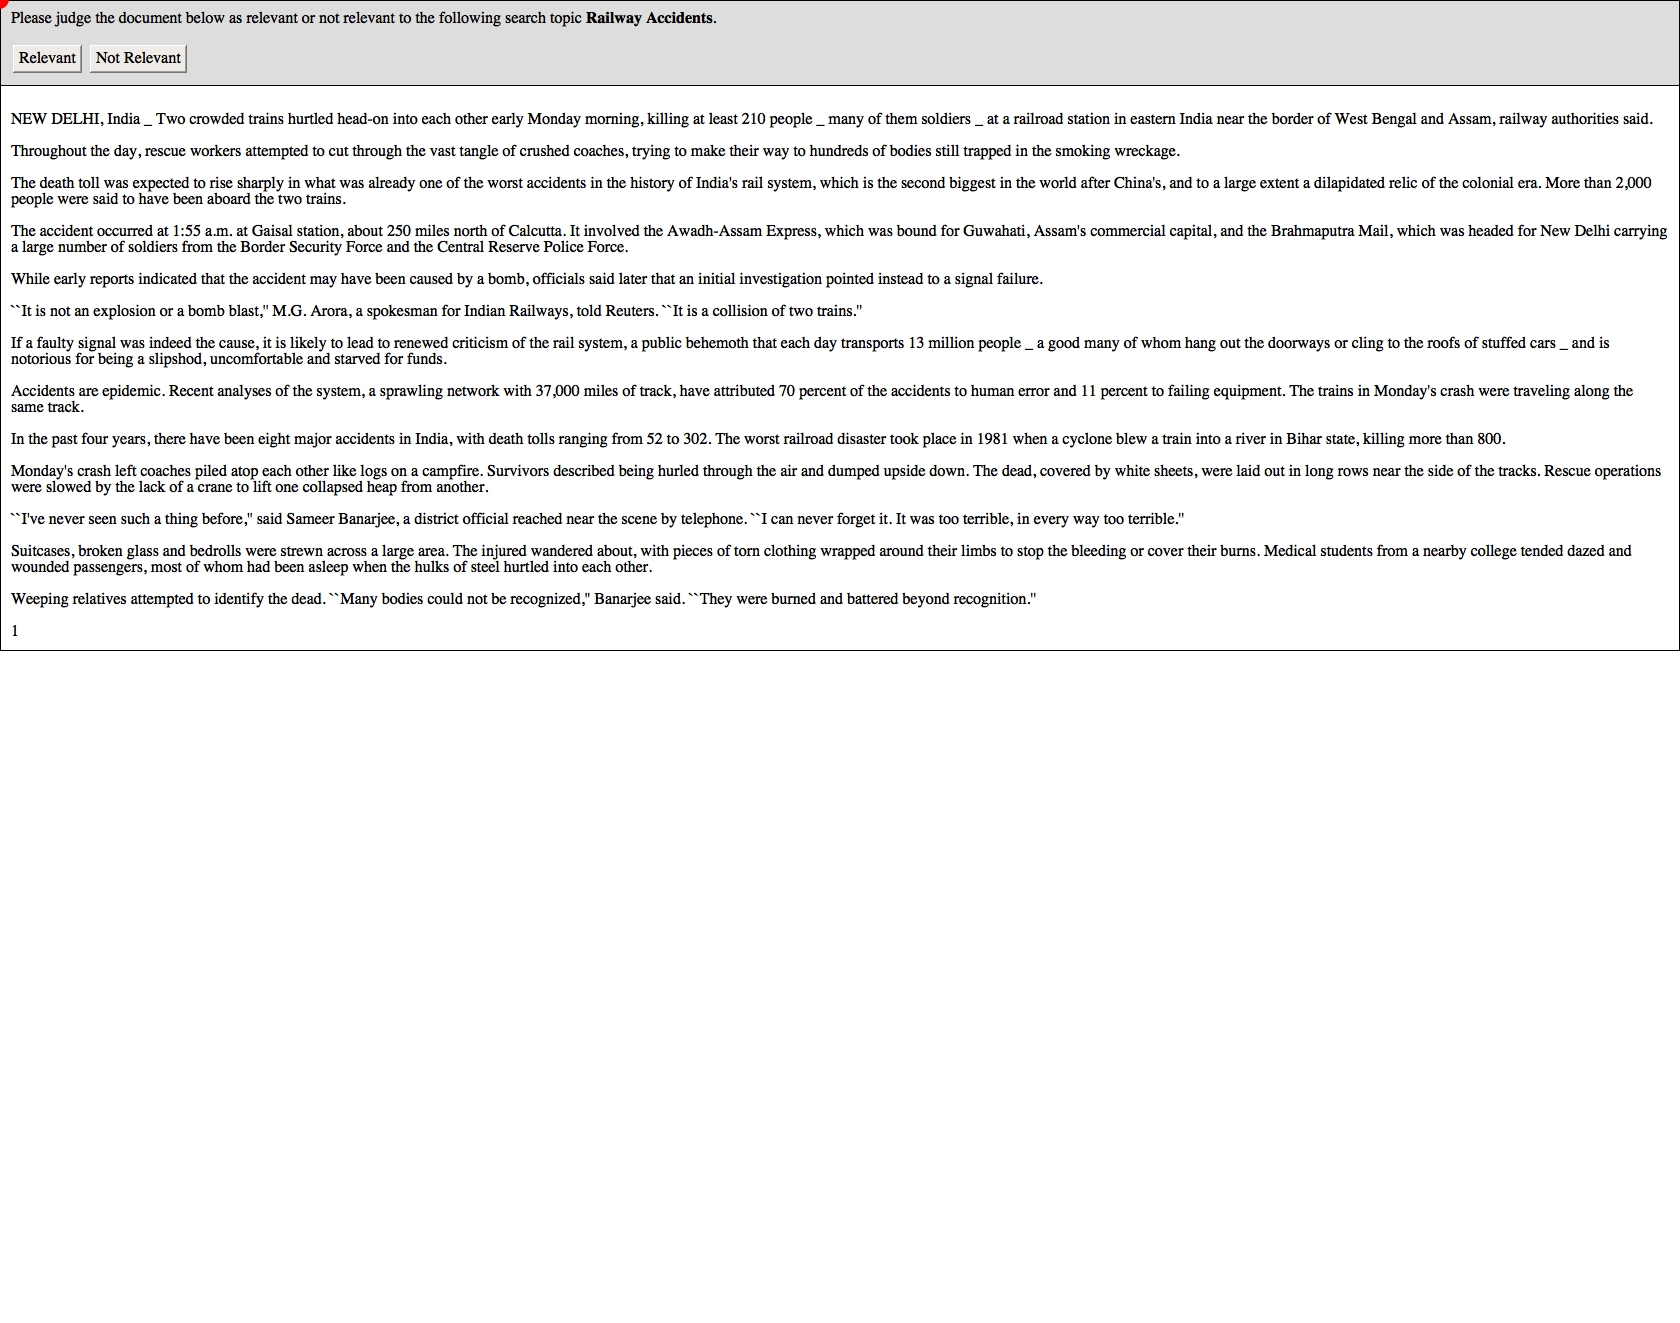 Please judge the document below as relevant or not relevant to the following search topic Railway Accidents.
Relevant Not Relevant
NEW DELHI, India _ Two crowded trains hurtled head-on into each other early Monday morning, killing at least 210 people _ many of them soldiers _ at a railroad station in eastern India near the border of West Bengal and Assam, railway authorities said.
Throughout the day, rescue workers attempted to cut through the vast tangle of crushed coaches, trying to make their way to hundreds of bodies still trapped in the smoking wreckage.
The death toll was expected to rise sharply in what was already one of the worst accidents in the history of India's rail system, which is the second biggest in the world after China's, and to a large extent a dilapidated relic of the colonial era. More than 2,000
people were said to have been aboard the two trains.
The accident occurred at 1:55 a.m. at Gaisal station, about 250 miles north of Calcutta. It involved the Awadh-Assam Express, which was bound for Guwahati, Assam's commercial capital, and the Brahmaputra Mail, which was headed for New Delhi carrying
a large number of soldiers from the Border Security Force and the Central Reserve Police Force.
While early reports indicated that the accident may have been caused by a bomb, officials said later that an initial investigation pointed instead to a signal failure.
``It is not an explosion or a bomb blast,'' M.G. Arora, a spokesman for Indian Railways, told Reuters. ``It is a collision of two trains.''
If a faulty signal was indeed the cause, it is likely to lead to renewed criticism of the rail system, a public behemoth that each day transports 13 million people _ a good many of whom hang out the doorways or cling to the roofs of stuffed cars _ and is
notorious for being a slipshod, uncomfortable and starved for funds.
Accidents are epidemic. Recent analyses of the system, a sprawling network with 37,000 miles of track, have attributed 70 percent of the accidents to human error and 11 percent to failing equipment. The trains in Monday's crash were traveling along the
same track.
In the past four years, there have been eight major accidents in India, with death tolls ranging from 52 to 302. The worst railroad disaster took place in 1981 when a cyclone blew a train into a river in Bihar state, killing more than 800.
Monday's crash left coaches piled atop each other like logs on a campfire. Survivors described being hurled through the air and dumped upside down. The dead, covered by white sheets, were laid out in long rows near the side of the tracks. Rescue operations
were slowed by the lack of a crane to lift one collapsed heap from another.
``I've never seen such a thing before,'' said Sameer Banarjee, a district official reached near the scene by telephone. ``I can never forget it. It was too terrible, in every way too terrible.''
Suitcases, broken glass and bedrolls were strewn across a large area. The injured wandered about, with pieces of torn clothing wrapped around their limbs to stop the bleeding or cover their burns. Medical students from a nearby college tended dazed and
wounded passengers, most of whom had been asleep when the hulks of steel hurtled into each other.
Weeping relatives attempted to identify the dead. ``Many bodies could not be recognized,'' Banarjee said. ``They were burned and battered beyond recognition.''
1